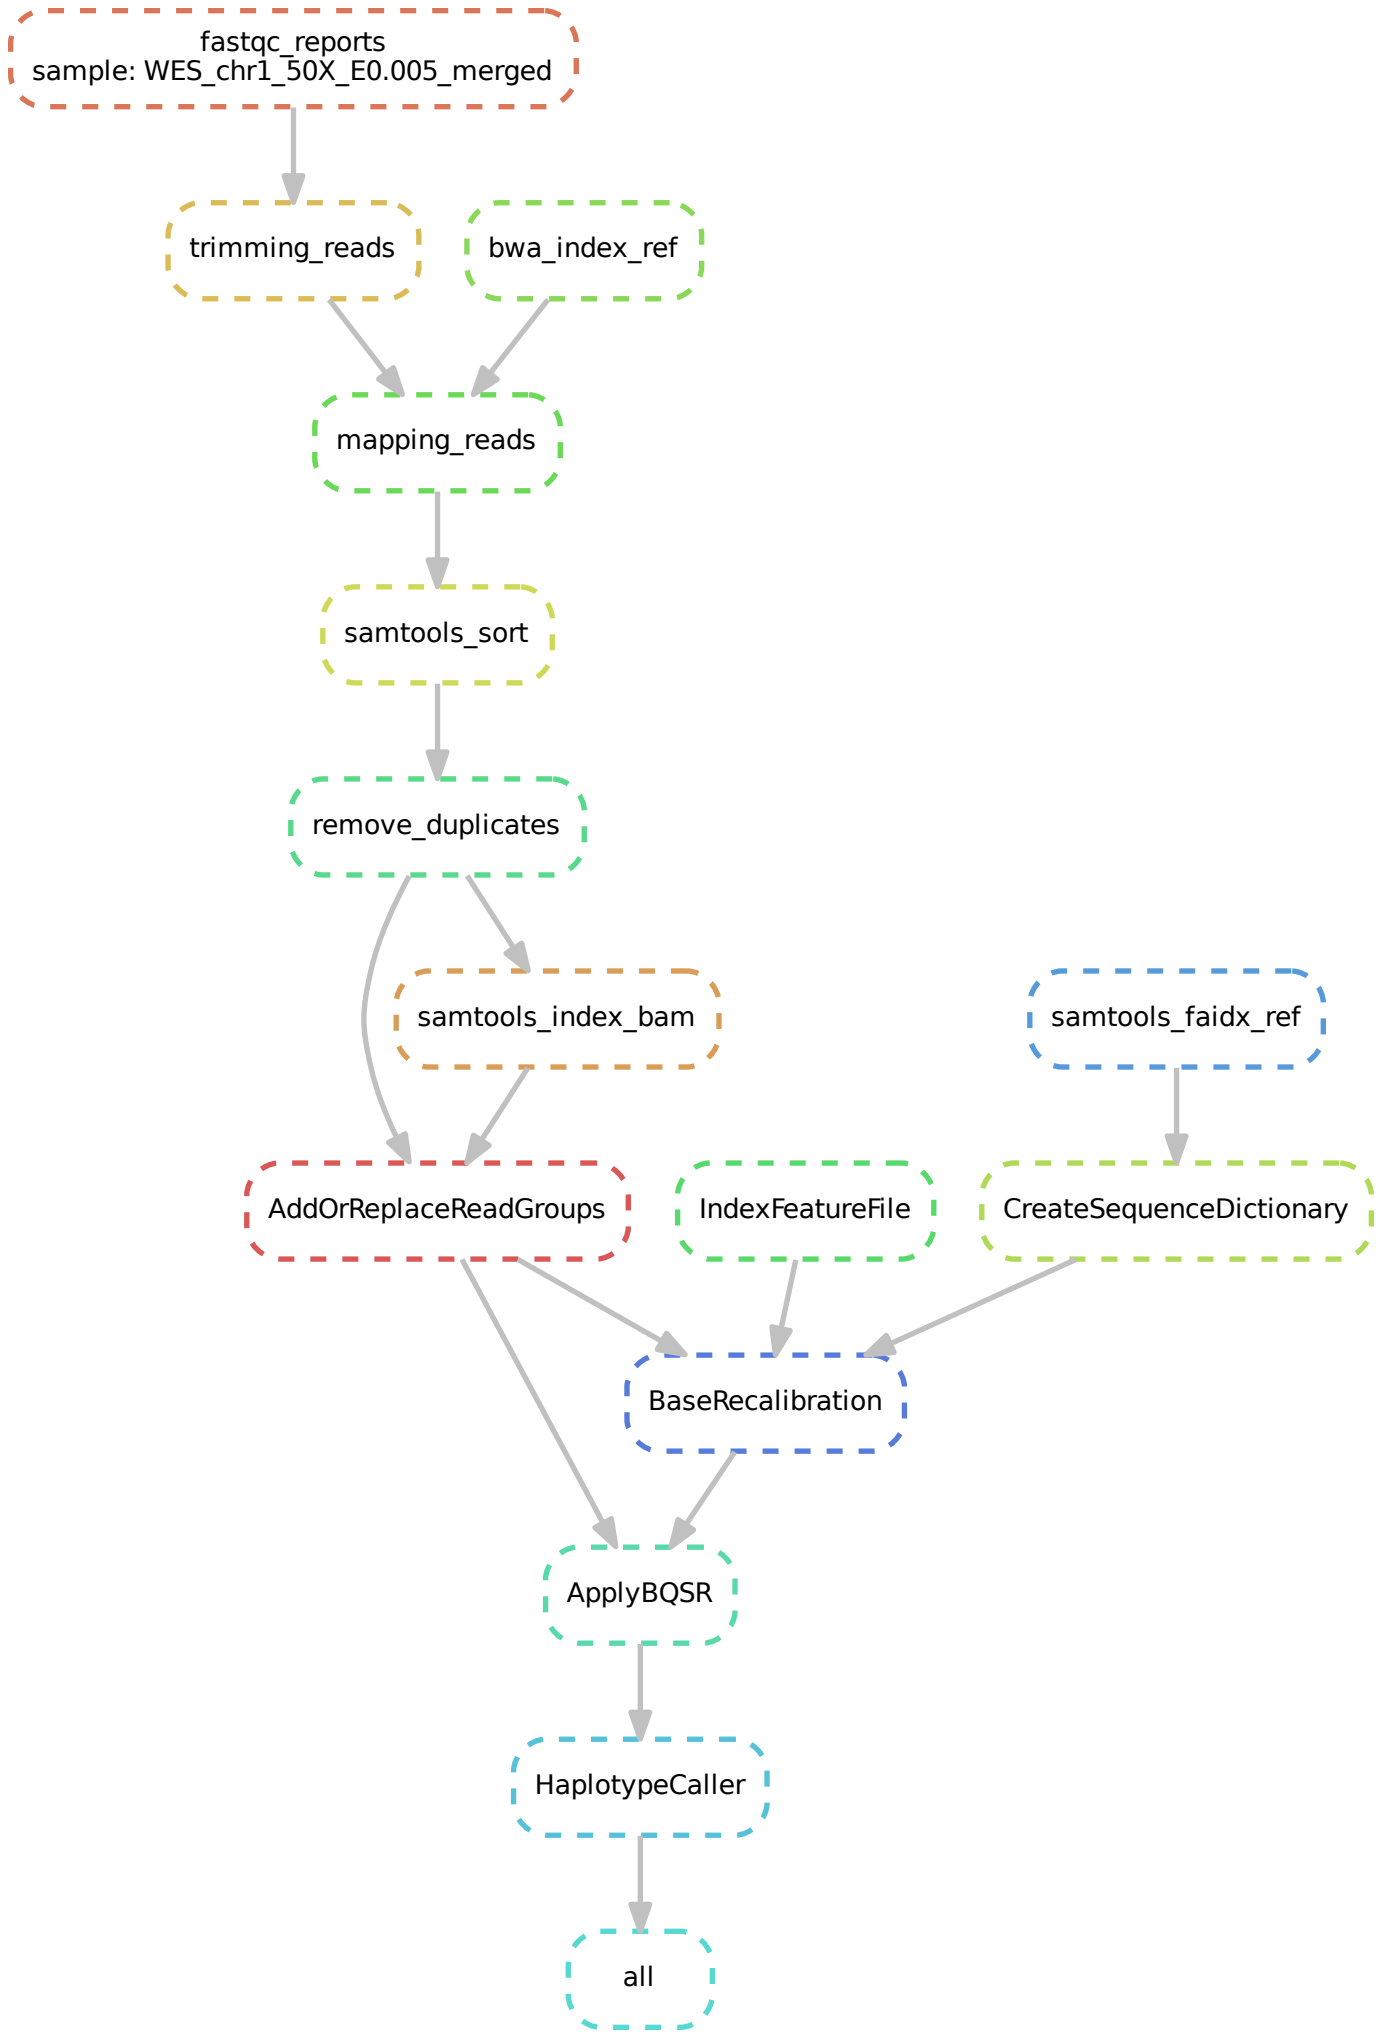 fastqc_reports
sample: WES_chr1_50X_E0.005_merged
trimming_reads
bwa_index_ref
mapping_reads
samtools_sort
remove_duplicates
samtools_index_bam
samtools_faidx_ref
AddOrReplaceReadGroups
IndexFeatureFile
CreateSequenceDictionary
BaseRecalibration
ApplyBQSR
HaplotypeCaller
all